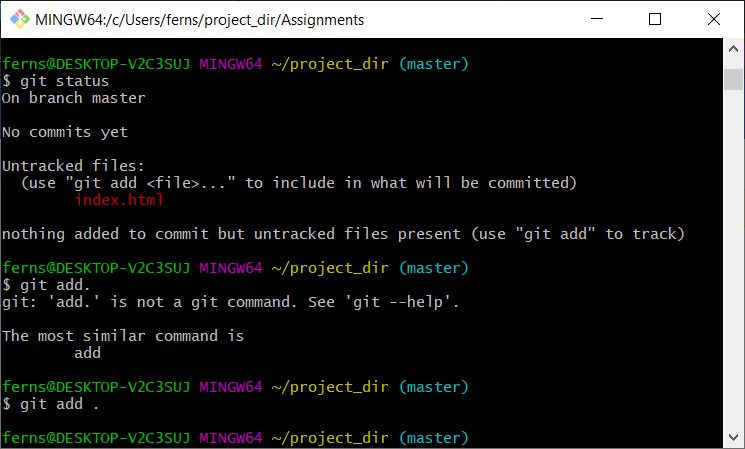 MINGW64:/c/Users/ferns/project_dir/Assignments
ferns@DESKTOP-V2C3SUJ MINGW64 ~/project_dir (master)
$ git status
On branch master
No commits yet
Untracked files:
  (use "git add <file>..." to include in what will be committed)
        index.html
nothing added to commit but untracked files present (use "git add" to track)
ferns@DESKTOP-V2C3SUJ MINGW64 ~/project_dir (master)
$ git add.
git: 'add.' is not a git command. See 'git --help'.
The most similar command is
        add
ferns@DESKTOP-V2C3SUJ MINGW64 ~/project_dir (master)
$ git add .
ferns@DESKTOP-V2C3SUJ MINGW64 ~/project_dir (master)